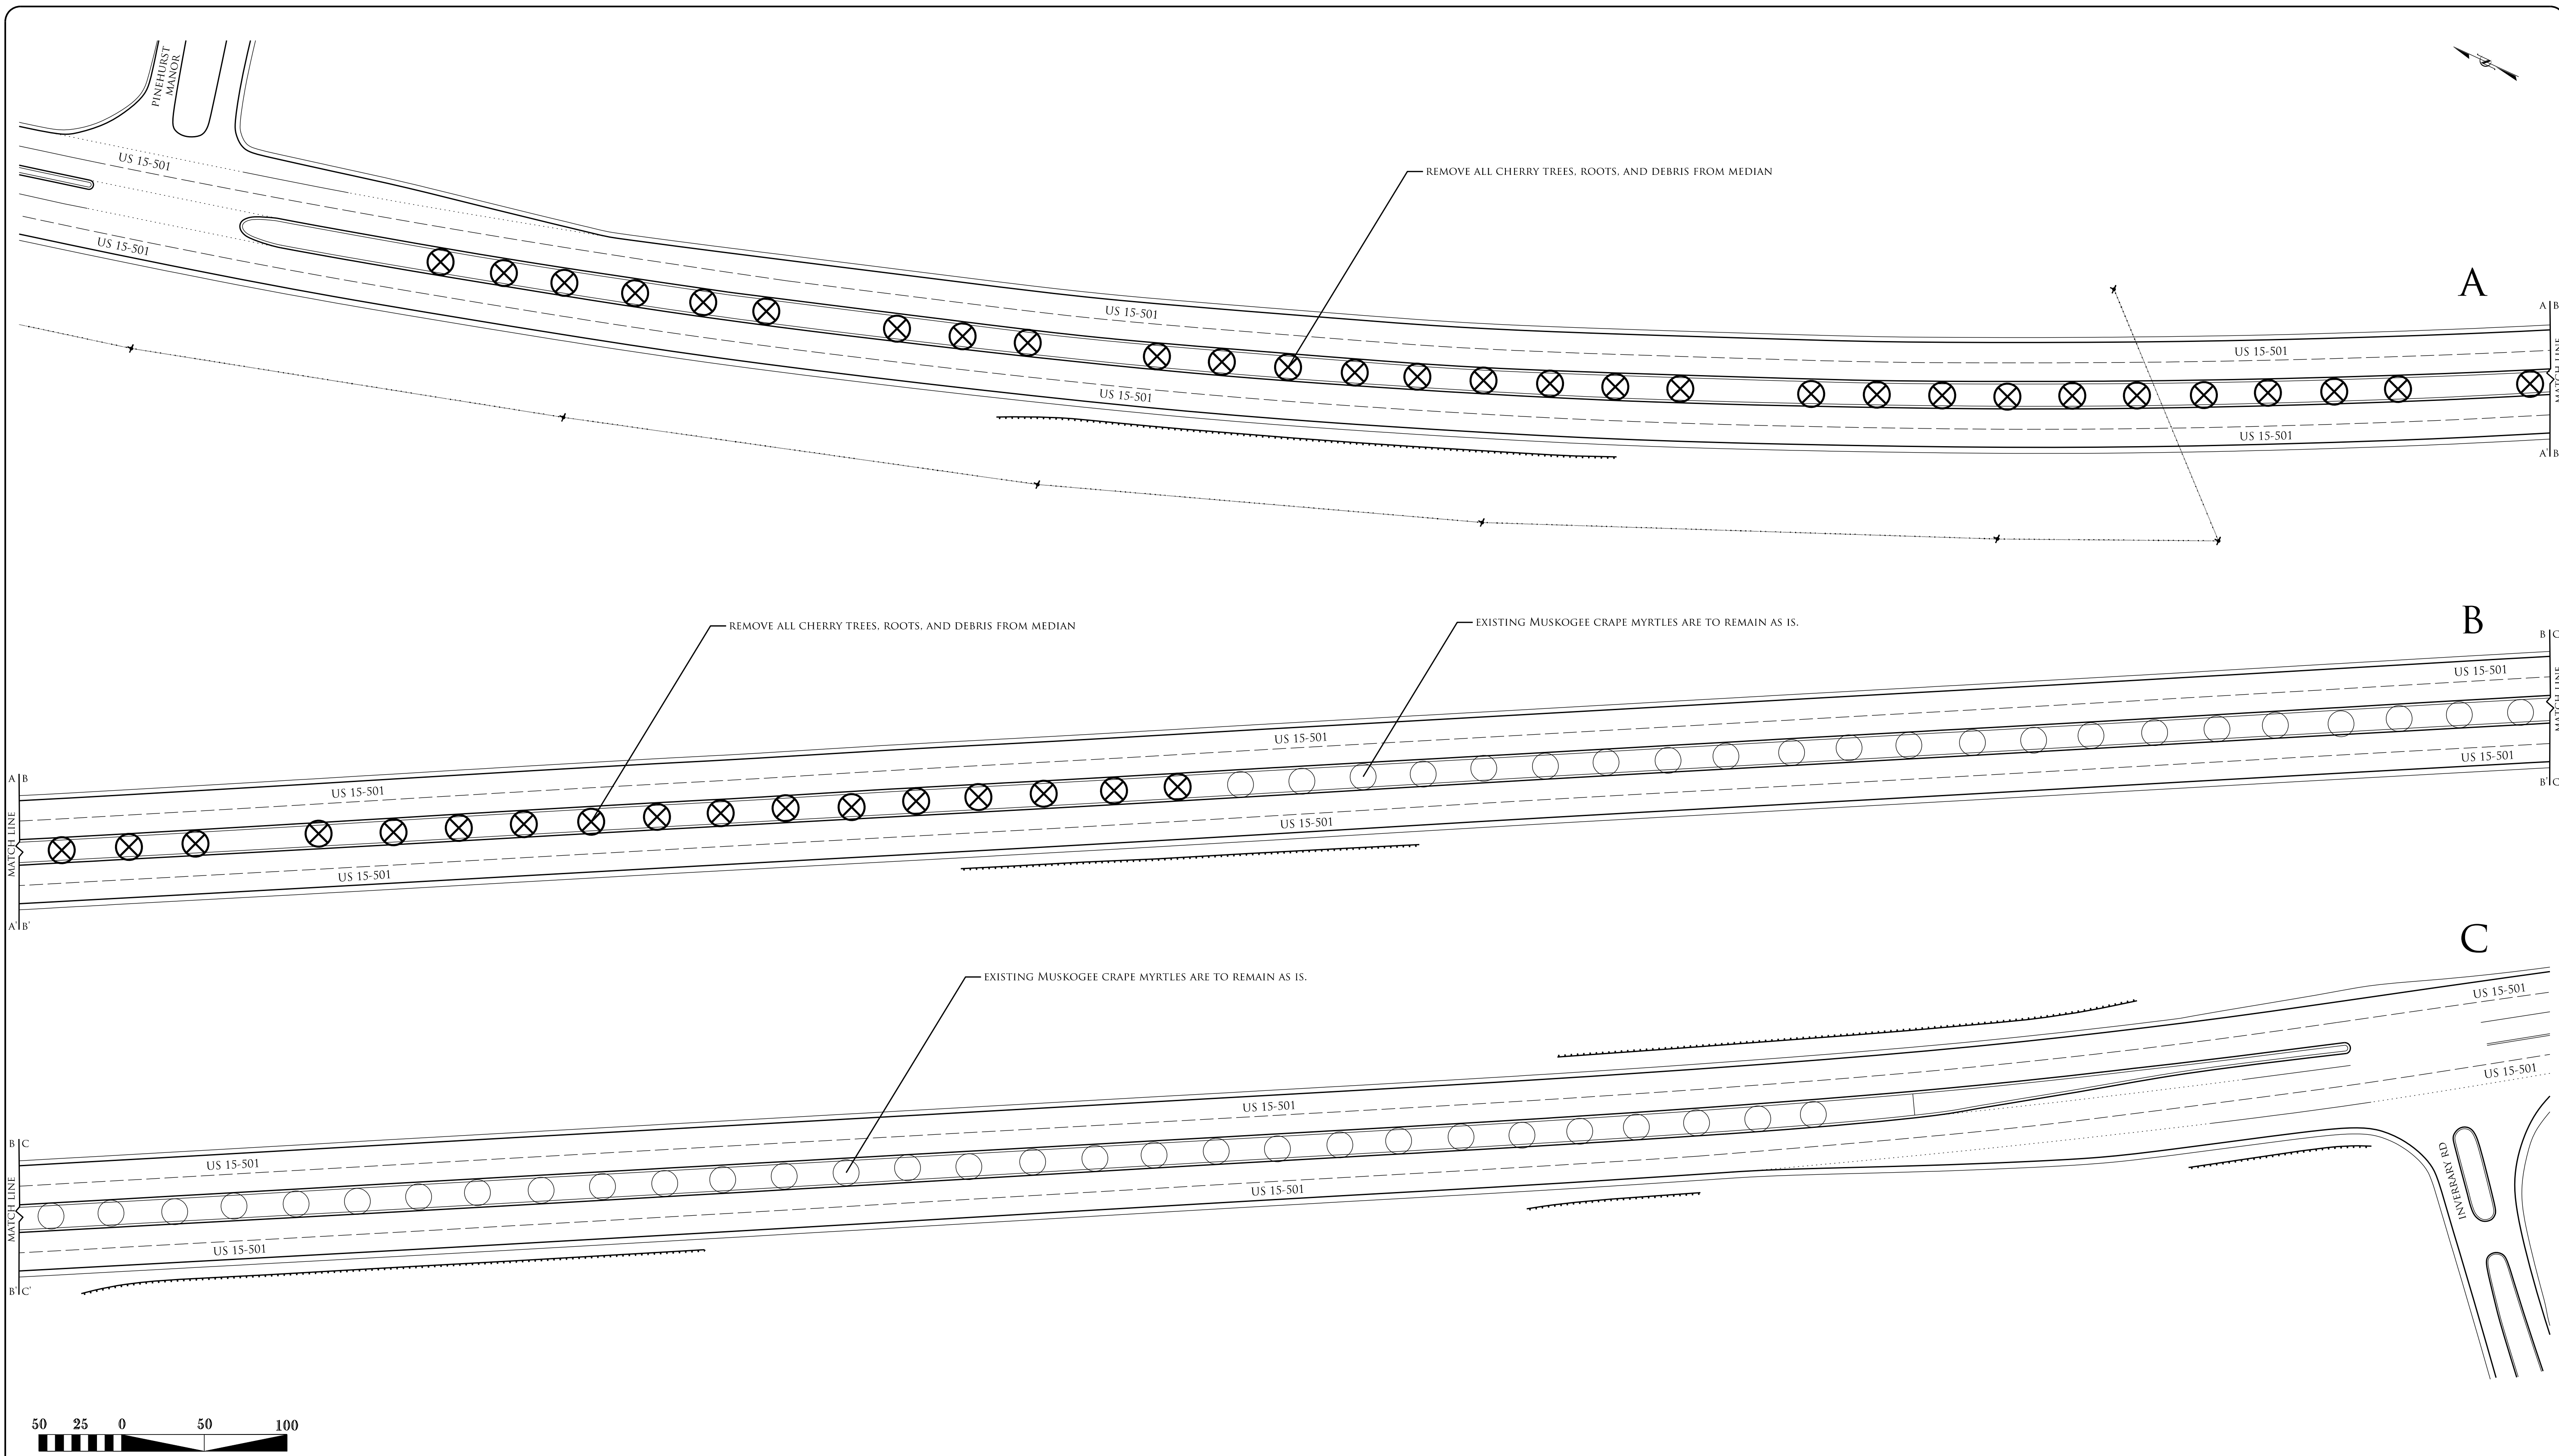 PINEHURST
MANOR
US 15-501
US 15-501
REMOVE ALL CHERRY TREES, ROOTS, AND DEBRIS FROM MEDIAN
US 15-501
US 15-501
A
A B
US 15-501
MATCH LINE
US 15-501
A' B
REMOVE ALL CHERRY TREES, ROOTS, AND DEBRIS FROM MEDIAN
EXISTING MUSKOGEE CRAPE MYRTLES ARE TO REMAIN AS IS.
B
B C
US 15-501
MATCH LINE
US 15-501
B' C
US 15-501
US 15-501
A B
US 15-501
MATCH LINE
US 15-501
A' B'
C
EXISTING MUSKOGEE CRAPE MYRTLES ARE TO REMAIN AS IS.
US 15-501
US 15-501
US 15-501
US 15-501
B C
US 15-501
MATCH LINE
US 15-501
B' C'
INVERRARY RD
50 25 0 50 100